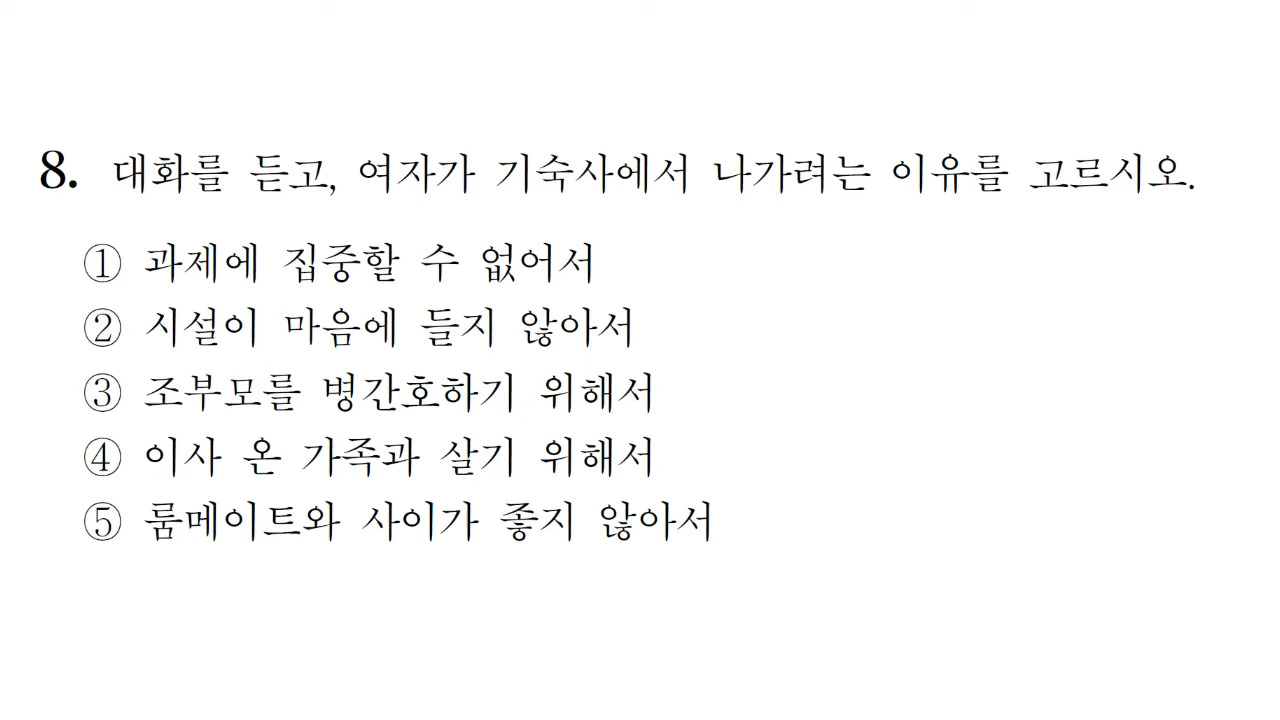 8. 대화를 듣고, 여자가 기숙사에서 나가려는 이유를 고르시오.
① 과제에 집중할 수 없어서
② 시설이 마음에 들지 않아서
③ 조부모를 병간호하기 위해서
④ 이사 온 가족과 살기 위해서
⑤ 룸메이트와 사이가 좋지 않아서